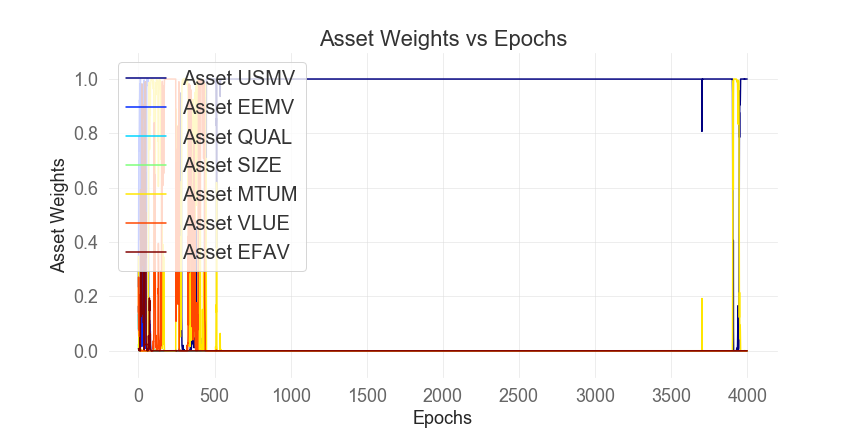 Asset Weights vs Epochs
1.0
0.8
0.6
0.4
0.2
0.0
Asset Weights
Asset USMV
Asset EEMV
Asset QUAL
Asset SIZE
Asset MTUM
Asset VLUE
Asset EFAV
0 500 1000 1500 2000 2500 3000 3500 4000
Epochs